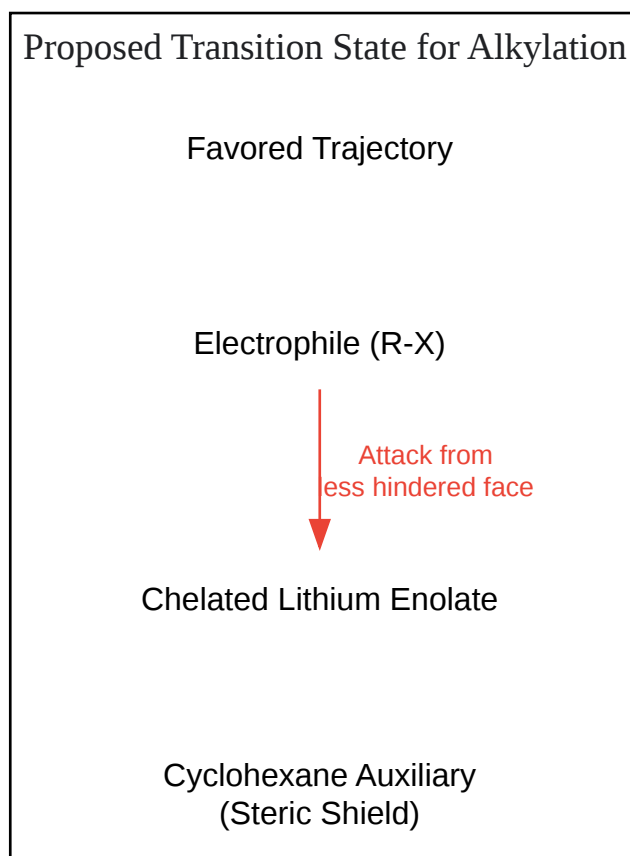 Proposed Transition State for Alkylation
Favored Trajectory
Electrophile (R-X)
Attack from
less hindered face
Chelated Lithium Enolate
Cyclohexane Auxiliary
(Steric Shield)